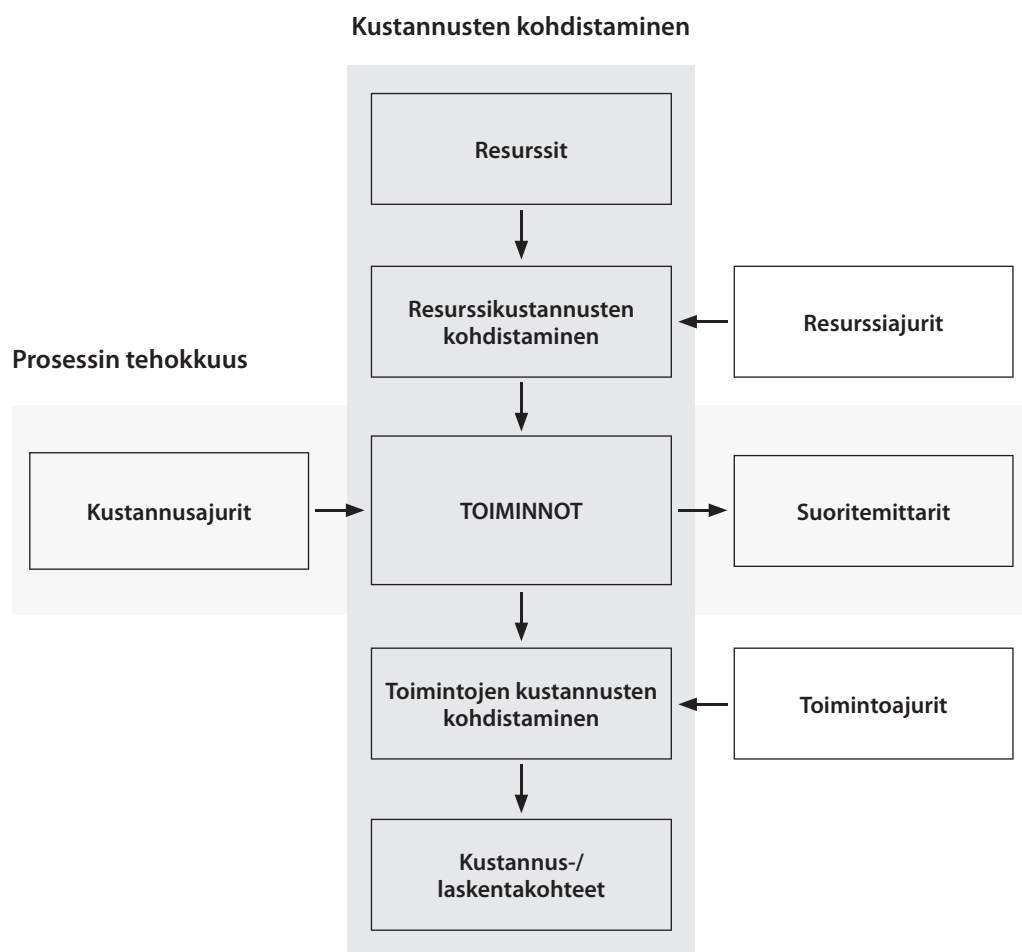 Kustannusten kohdistaminen
Resurssit
Resurssikustannusten
kohdistaminen
Resurssiajurit
Prosessin tehokkuus
Kustannusajurit
TOIMINNOT
Suoritemittarit
Toimintojen kustannusten
kohdistaminen
Toimintoajurit
Kustannus-/
laskentakohteet